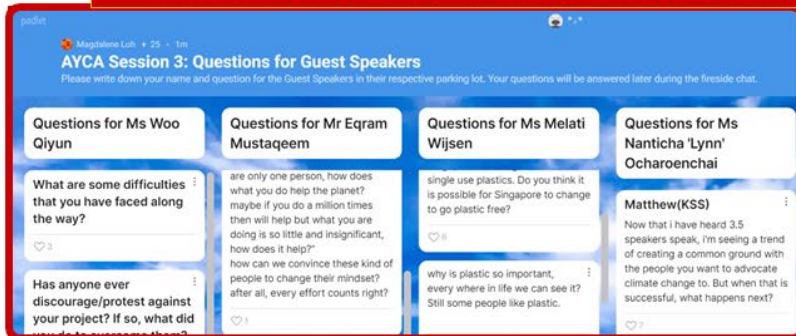 padlet
Magdalene Loh + 25 • 1m
AYCA Session 3: Questions for Guest Speakers
Please write down your name and question for the Guest Speakers in their respective parking lot. Your questions will be answered later during the fireside chat.
Questions for Ms Woo
Qiyun
What are some difficulties
that you have faced along
the way?
3
Has anyone ever
discourage/protest against
your project? If so, what did
you do to overcome them?
Questions for Mr Eqram
Mustaqeem
are only one person, how does
what you do help the planet?
maybe if you do a million times
then will help but what you are
doing is so little and insignificant,
how does it help?"
how can we convince these kind of
people to change their mindset?
after all, every effort counts right?
1
Questions for Ms Melati
Wijsen
single use plastics. Do you think it
is possible for Singapore to change
to go plastic free?
6
why is plastic so important,
every where in life we can see it?
Still some people like plastic.
Questions for Ms
Nanticha 'Lynn'
Ocharoenchai
Matthew(KSS)
Now that i have heard 3.5
speakers speak, i'm seeing a trend
of creating a common ground with
the people you want to advocate
climate change to. But when that is
successful, what happens next?
7